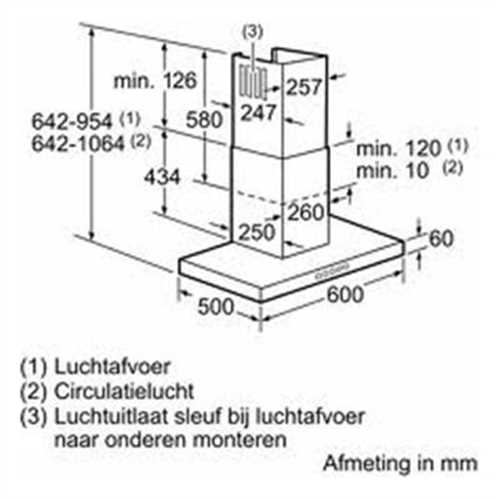 (3)
min. 126
257
247
580
642-954 (1)
642-1064 (2)
min. 120 (1)
min. 10 (2)
434
260
250
60
500
600
(1) Luchtafvoer
(2) Circulatielucht
(3) Luchtuitlaat sleuf bij luchtafvoer
naar onderen monteren
Afmeting in mm